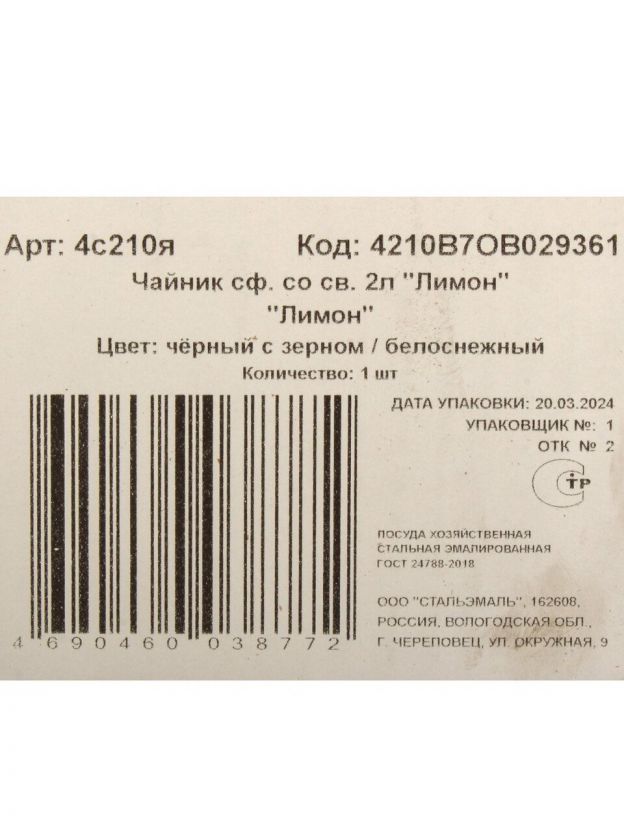 Арт: 4с210я Код: 4210В7ОВ029361
Чайник сф. со св. 2л "Лимон"
"Лимон"
Цвет: чёрный с зерном / белоснежный
Количество: 1 шт
ДАТА УПАКОВКИ: 20.03.2024
УПАКОВЩИК №: 1
ОТК № 2
СТР
ПОСУДА ХОЗЯЙСТВЕННАЯ
СТАЛЬНАЯ ЭМАЛИРОВАННАЯ
ГОСТ 24788-2018
ООО "СТАЛЬЭМАЛЬ", 162608,
РОССИЯ, ВОЛОГОДСКАЯ ОБЛ.,
Г. ЧЕРЕПОВЕЦ, УЛ. ОКРУЖНАЯ, 9
4 690460 038772